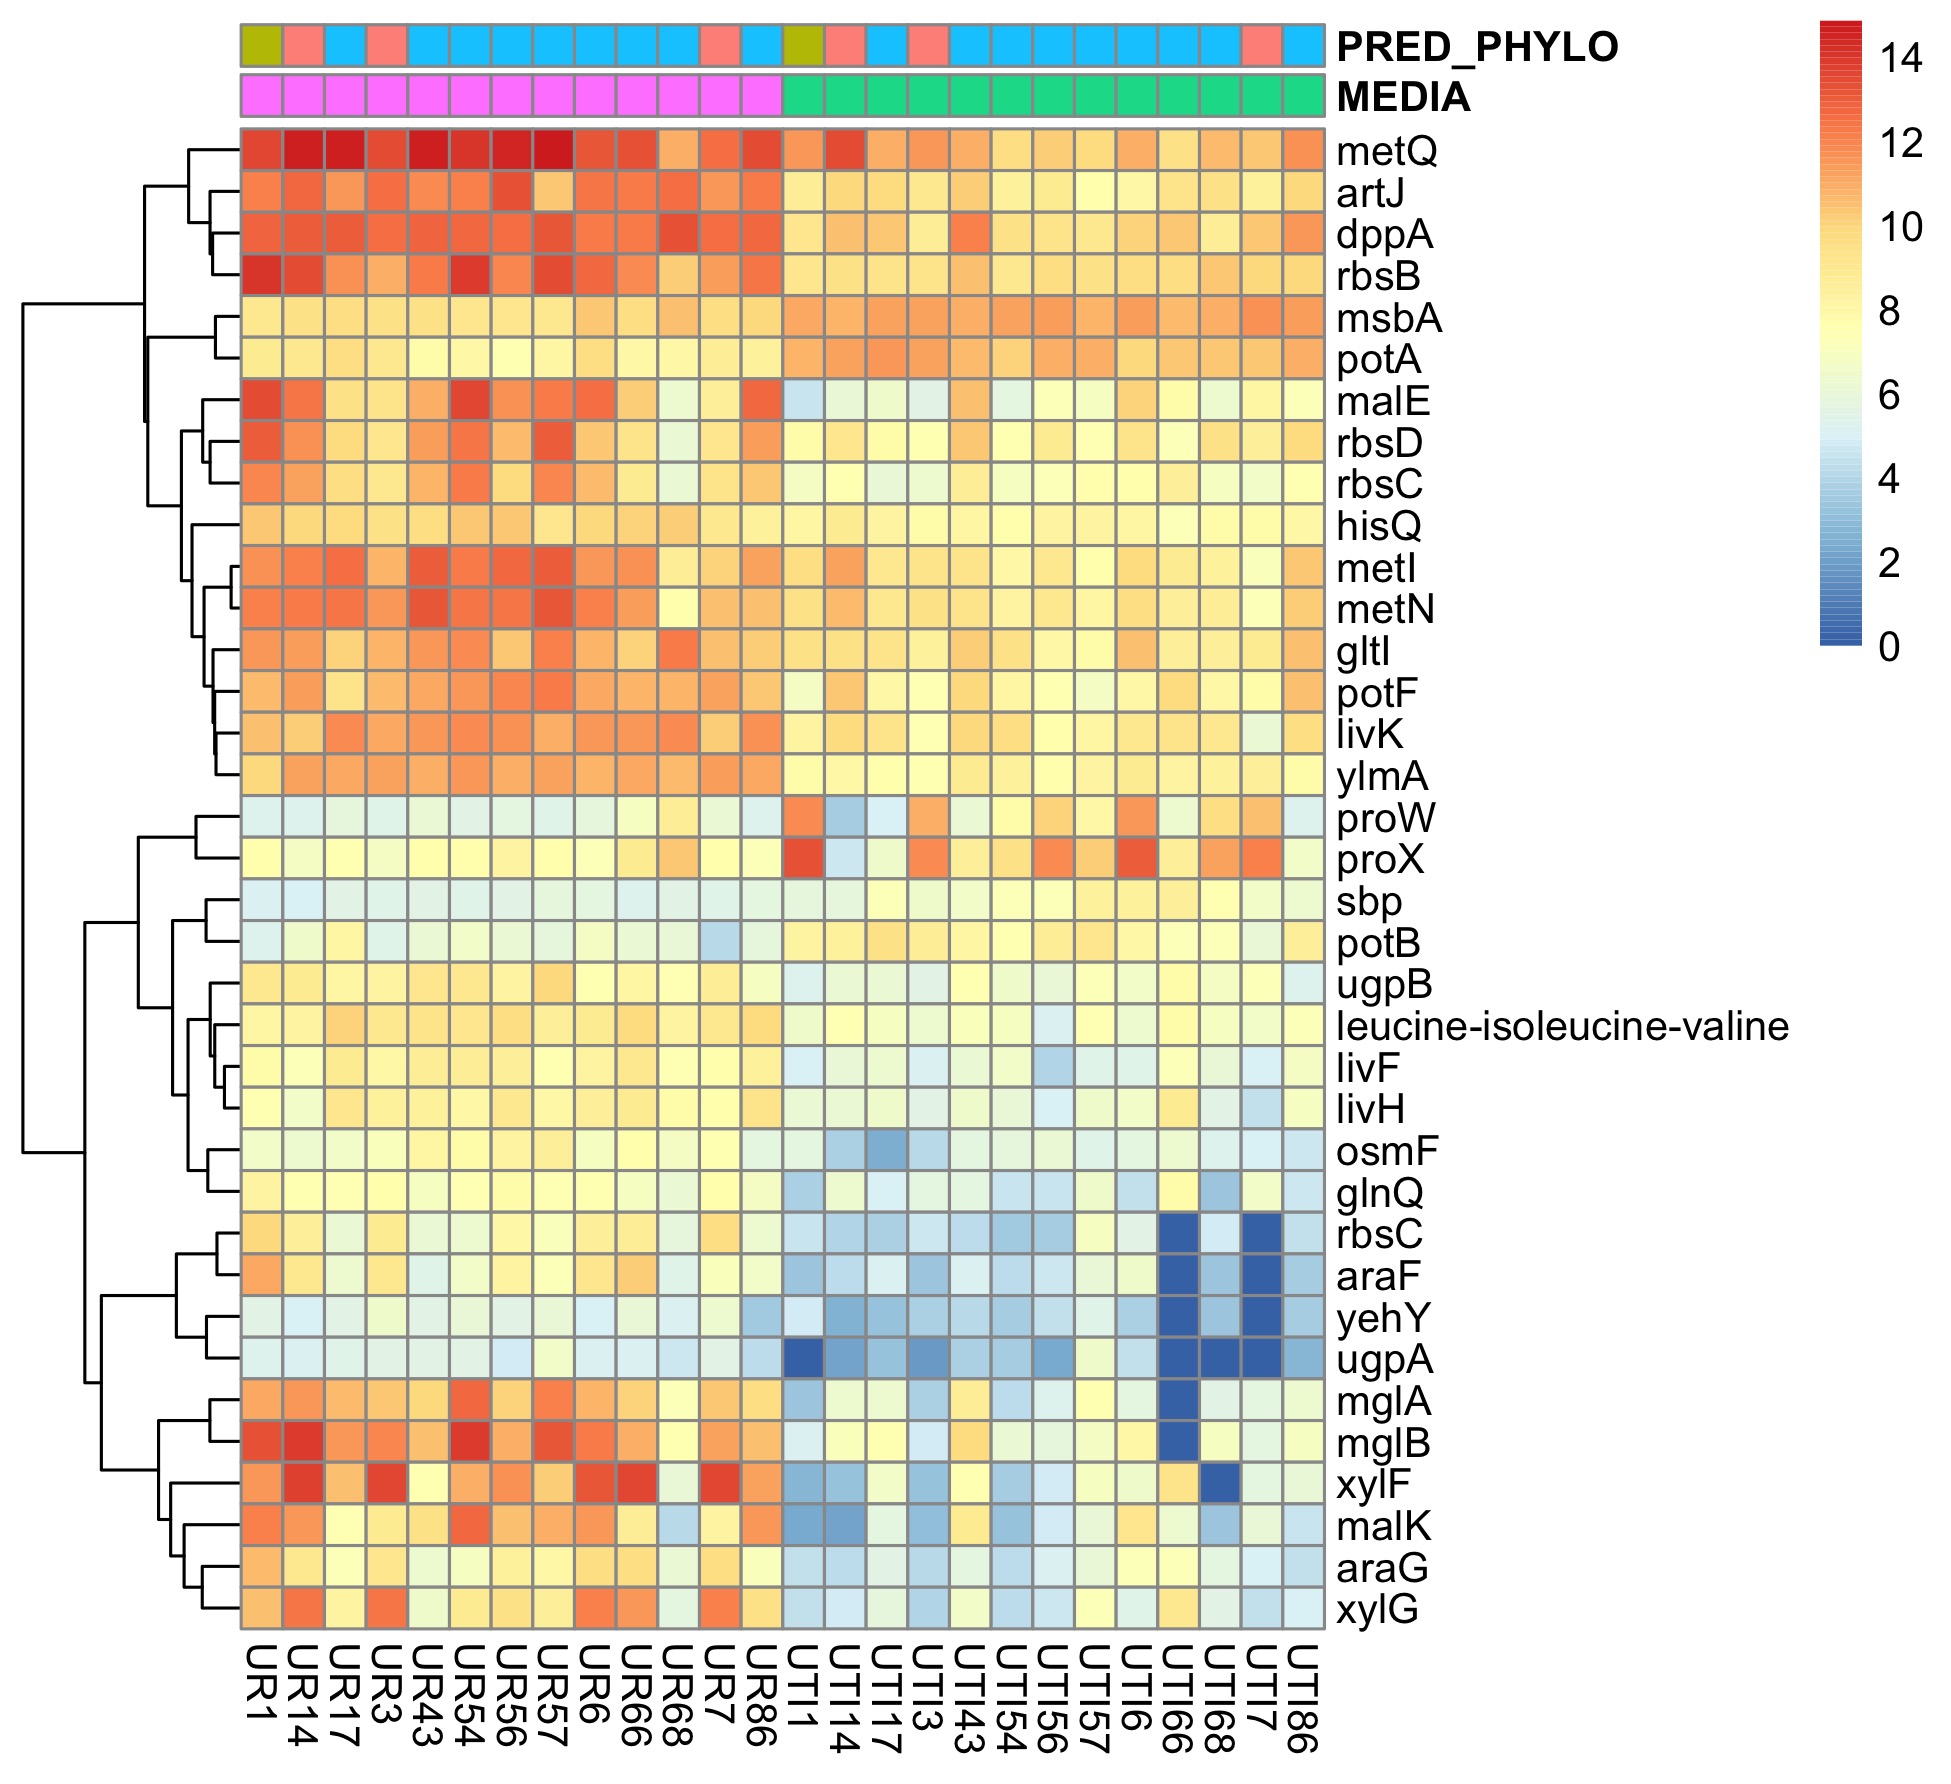 PRED_PHYLO
MEDIA
metQ
artJ
dppA
rbsB
msbA
potA
malE
rbsD
rbsC
hisQ
metI
metN
gltI
potF
livK
ylmA
proW
proX
sbp
potB
ugpB
leucine-isoleucine-valine
livF
livH
osmF
glnQ
rbsC
araF
yehY
ugpA
mglA
mglB
xylF
malK
araG
xylG
14
12
10
8
6
4
2
0
UR1
UR14
UR17
UR3
UR43
UR54
UR56
UR57
UR6
UR66
UR68
UR7
UR86
UTI1
UTI14
UTI17
UTI3
UTI43
UTI54
UTI56
UTI57
UTI6
UTI66
UTI68
UTI7
UTI86